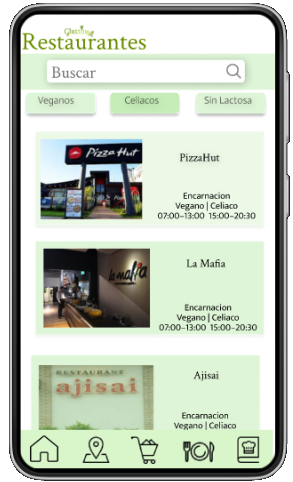 Restaurantes
Buscar
Veganos
Celiacos
Sin Lactosa
Pizza Hut
PizzaHut
Encarnacion
Vegano | Celiaco
07:00–13:00 15:00–20:30
la maffia
La Mafia
Encarnacion
Vegano | Celiaco
07:00–13:00 15:00–20:30
RESTAURANT
ajisai
Ajisai
Encarnacion
Vegano | Celiaco